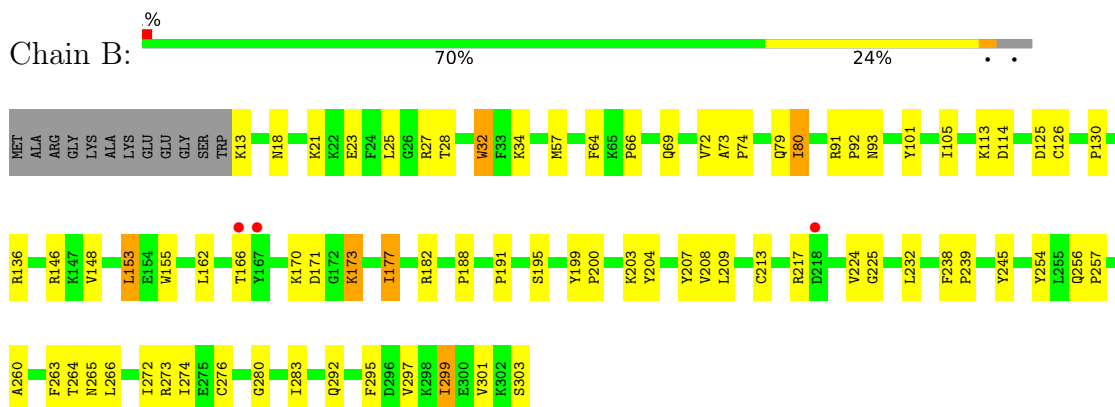 %
Chain B:
70% 24% • •
MET ALA ARG GLY LYS ALA LYS GLU GLU GLY SER TRP K13 N18 K21 K22 E23 F24 L25 G26 R27 T28 W32 F33 K34 M57 F64 K65 P66 Q69 V72 A73 P74 Q79 I80 R91 P92 N93 Y101 I105 K113 D114 D125 C126 P130
R136 R146 K147 V148 L153 E154 W155 L162 T166 Y167 K170 D171 G172 K173 I177 R182 P188 P191 S195 Y199 P200 K203 Y204 Y207 V208 L209 C213 R217 D218 V224 G225 L232 F238 P239 Y245 Y254 L255 Q256 P257
A260 F263 T264 N265 L266 I272 R273 I274 E275 C276 G280 I283 Q292 F295 D296 V297 K298 I299 E300 V301 K302 S303